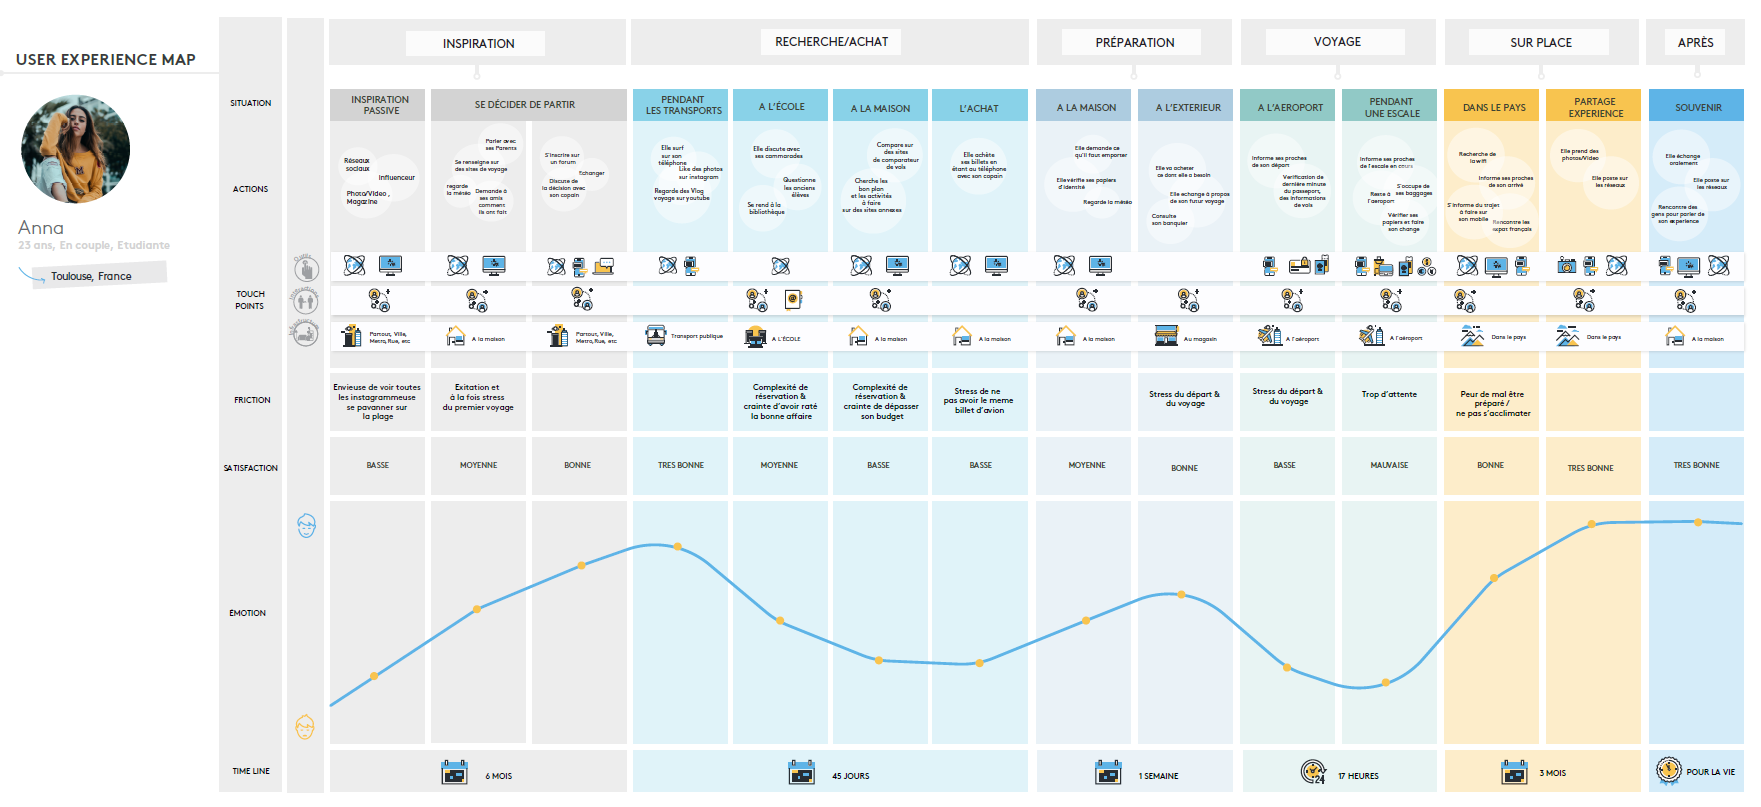 USER EXPERIENCE MAP
Anna
23 ans, En couple, Etudiante
Toulouse, France
INSPIRATION
RECHERCHE/ACHAT
PRÉPARATION
VOYAGE
SUR PLACE
APRÈS
SITUATION
INSPIRATION
PASSIVE
SE DÉCIDER DE PARTIR
PENDANT
LES TRANSPORTS
A L'ÉCOLE
A LA MAISON
L'ACHAT
A LA MAISON
A L'EXTERIEUR
A L'AEROPORT
PENDANT
UNE ESCALE
DANS LE PAYS
PARTAGE
EXPERIENCE
SOUVENIR
ACTIONS
Réseaux
sociaux
Influenceur
Photo/Video ,
Magazine
Parler avec
ses Parents
Se renseigne sur
des sites de voyage
regarde
la météo
Demande à
ses amis
comment
ils ont fait
S'inscrire sur
un forum
Echanger
Discute de
la décision avec
son copain
Elle surf
sur son
téléphone
Like des photos
sur instagram
Regarde des Vlog
voyage sur youtube
Elle discute avec
ses cammarades
Questionne
les anciens
élèves
Se rend à la
bibliothèque
Compare sur
des sites
de comparateur
de vols
Cherche les
bon plan
et les activités
à faire
sur des sites annexes
Elle achète
ses billets en
étant au téléphone
avec son copain
Elle demande ce
qu'il faut emporter
Elle vérifie ses papiers
d'identité
Regarde la météo
Elle va acheter
ce dont elle a besoin
Elle echange à propos
de son futur voyage
Consulte
son banquier
Informe ses proches
de son départ
Vérification de
dernière minute
du passeport,
des informations
de vols
Informe ses proches
de l'escale en cours
Reste à
l'aeroport
S'occupe de
ses baggages
Vérifier ses
papiers et faire
son change
Recherche de
la wifi
Informe ses proches
de son arrivé
S'informe du trajet
à faire sur
son mobile
Rencontre les
expat français
Elle prend des
photos/Video
Elle poste sur
les réseaux
Elle échange
oralement
Elle poste sur
les réseaux
Rencontre des
gens pour parler de
son experience
TOUCH
POINTS
Partout, Ville,
Metro, Rue, etc
A la maison
Partout, Ville,
Metro, Rue, etc
Transport publique
A L'ÉCOLE
A la maison
A la maison
A la maison
Au magasin
A l'aéroport
A l'aéroport
Dans le pays
Dans le pays
A la maison
FRICTION
Envieuse de voir toutes
les instagrammeuse
se pavanner sur
la plage
Exitation et
à la fois stress
du premier voyage
Complexité de
réservation &
crainte d'avoir raté
la bonne affaire
Complexité de
réservation &
crainte de dépasser
son budget
Stress de ne
pas avoir le meme
billet d'avion
Stress du départ &
du voyage
Stress du départ &
du voyage
Trop d'attente
Peur de mal être
préparé /
ne pas s'acclimater
SATISFACTION
BASSE
MOYENNE
BONNE
TRES BONNE
MOYENNE
BASSE
BASSE
MOYENNE
BONNE
BASSE
MAUVAISE
BONNE
TRES BONNE
TRES BONNE
ÉMOTION
TIME LINE
6 MOIS
45 JOURS
1 SEMAINE
24
17 HEURES
3 MOIS
POUR LA VIE